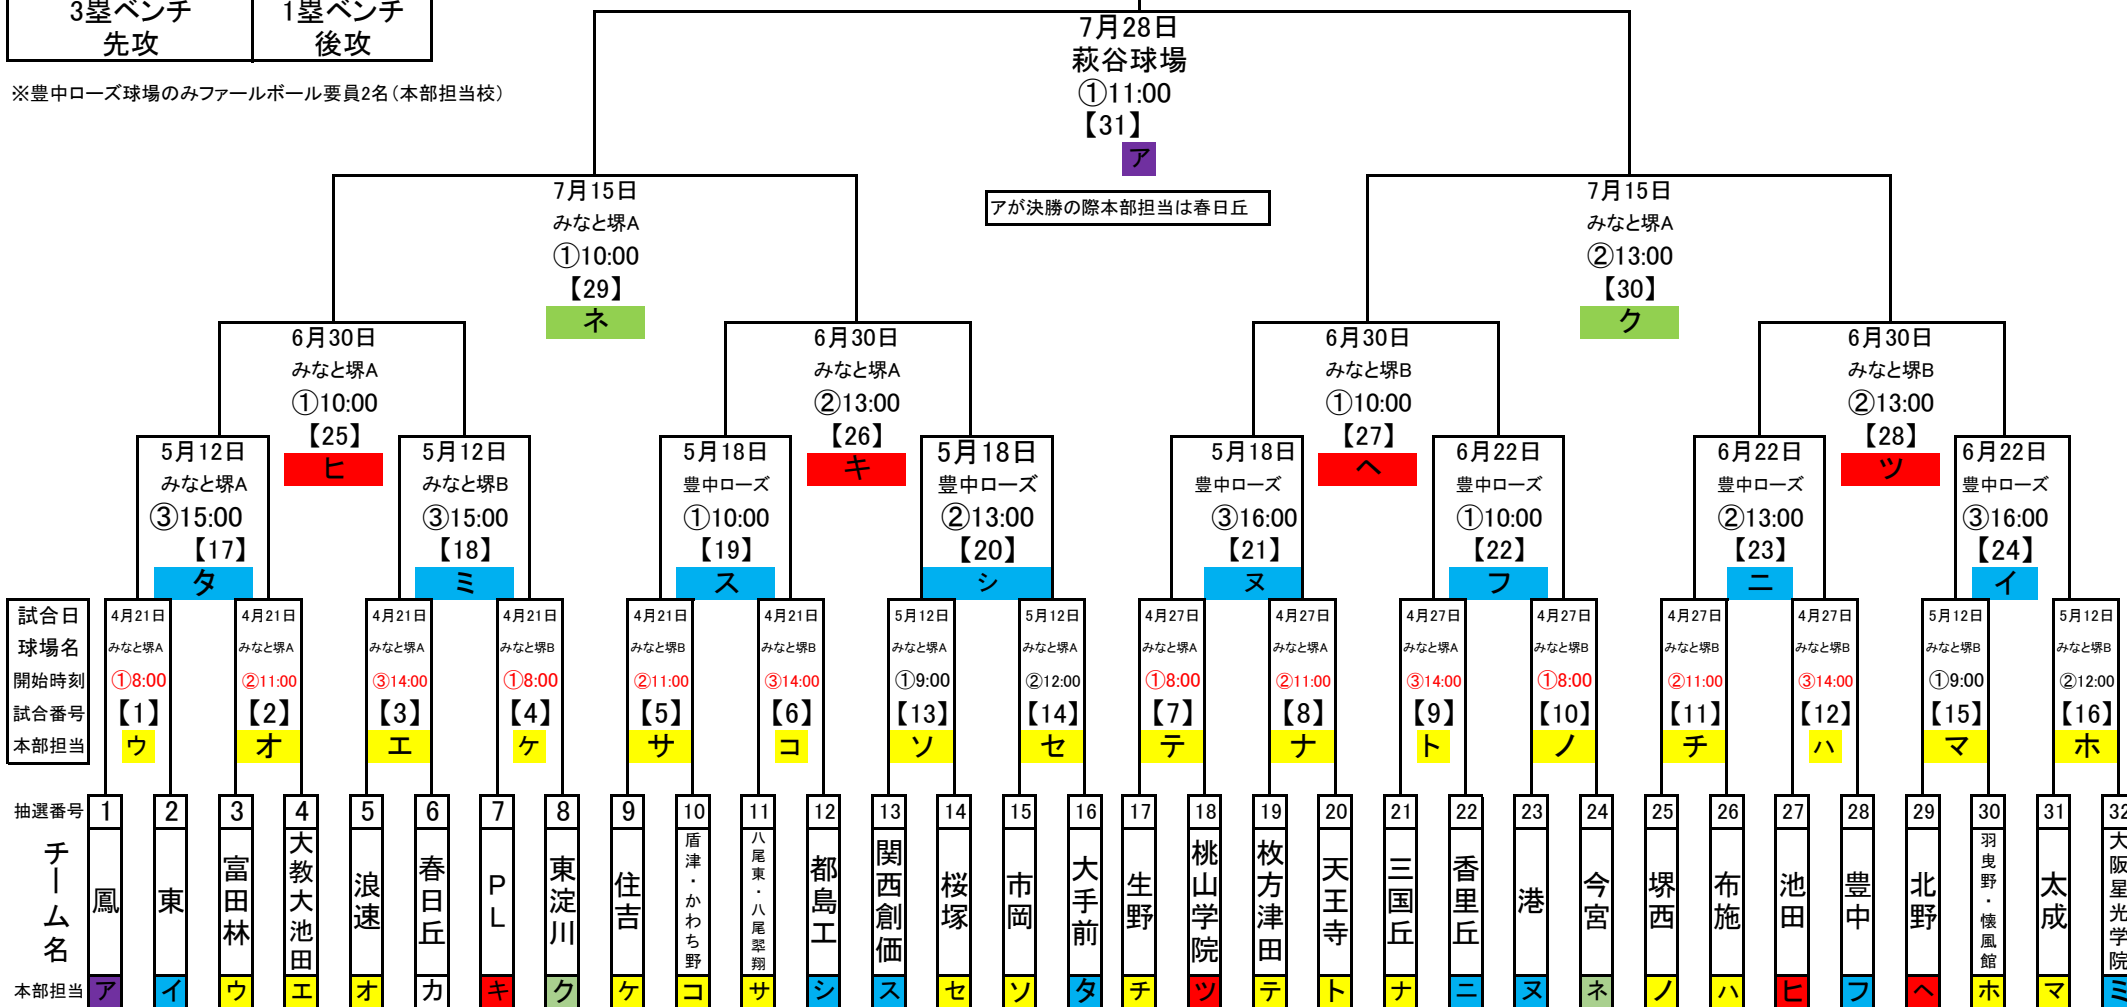 3塁ベンチ 1塁ベンチ
先攻 後攻
※豊中ローズ球場のみファールボール要員2名（本部担当校）
7月28日
萩谷球場
①11:00
【31】
ア
アが決勝の際本部担当は春日丘
7月15日 7月15日
みなと堺A みなと堺A
①10:00 ②13:00
【29】 【30】
ネ ク
6月30日 6月30日 6月30日 6月30日
みなと堺A みなと堺A みなと堺B みなと堺B
①10:00 ②13:00 ①10:00 ②13:00
【25】 【26】 【27】 【28】
ヒ キ ヘ ツ
5月12日 5月12日 5月18日 5月18日 5月18日 6月22日 6月22日 6月22日
みなと堺A みなと堺B 豊中ローズ 豊中ローズ 豊中ローズ 豊中ローズ 豊中ローズ 豊中ローズ
③15:00 ③15:00 ①10:00 ②13:00 ③16:00 ①10:00 ②13:00 ③16:00
【17】 【18】 【19】 【20】 【21】 【22】 【23】 【24】
タ ミ ス シ ヌ フ ニ イ
試合日 4月21日 4月21日 4月21日 4月21日 4月21日 4月21日 5月12日 5月12日 4月27日 4月27日 4月27日 4月27日 4月27日 4月27日 5月12日 5月12日
球場名 みなと堺A みなと堺A みなと堺A みなと堺B みなと堺B みなと堺B みなと堺A みなと堺A みなと堺A みなと堺A みなと堺A みなと堺B みなと堺B みなと堺B みなと堺B みなと堺B
開始時刻 ①8:00 ②11:00 ③14:00 ①8:00 ②11:00 ③14:00 ①9:00 ②12:00 ①8:00 ②11:00 ③14:00 ①8:00 ②11:00 ③14:00 ①9:00 ②12:00
試合番号 【1】 【2】 【3】 【4】 【5】 【6】 【13】 【14】 【7】 【8】 【9】 【10】 【11】 【12】 【15】 【16】
本部担当 ウ オ エ ケ サ コ ソ セ テ ナ ト ノ チ ハ マ ホ
抽選番号 1 2 3 4 5 6 7 8 9 10 11 12 13 14 15 16 17 18 19 20 21 22 23 24 25 26 27 28 29 30 31 32
チーム名 鳳 東 富田林 大教大池田 浪速 春日丘 PL 東淀川 住吉 盾津・かわち野 八尾東・八尾翠翔 都島工 関西創価 桜塚 市岡 大手前 生野 桃山学院 枚方津田 天王寺 三国丘 香里丘 港 今宮 堺西 布施 池田 豊中 北野 羽曳野・懐風館 太成 大阪星光学院
本部担当 ア イ ウ エ オ カ キ ク ケ コ サ シ ス セ ソ タ チ ツ テ ト ナ ニ ヌ ネ ノ ハ ヒ フ ヘ ホ マ ミ